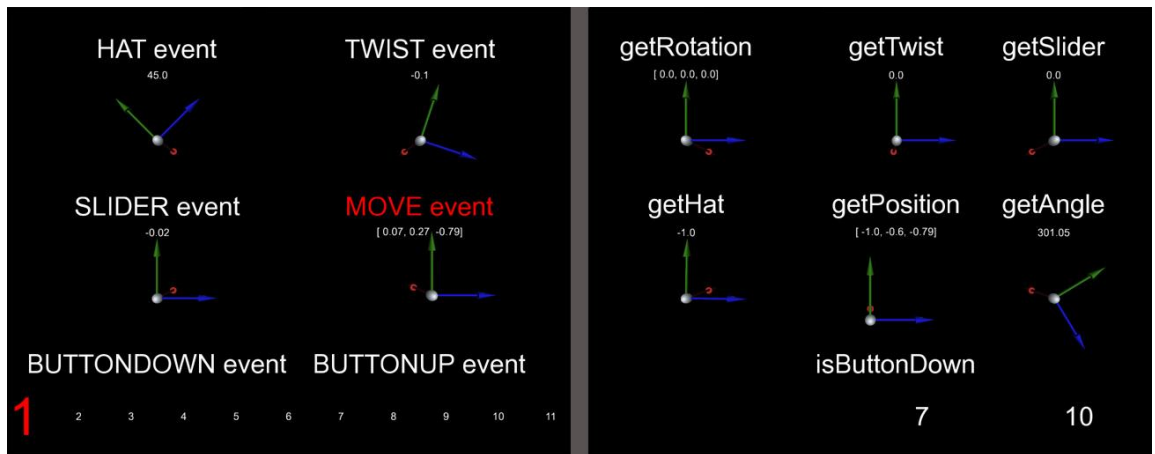 HAT event
45.0
TWIST event
-0.1
SLIDER event
-0.02
MOVE event
[ 0.07, 0.27, -0.79]
BUTTONDOWN event BUTTONUP event
1 2 3 4 5 6 7 8 9 10 11
getRotation
[ 0.0, 0.0, 0.0]
getTwist
0.0
getSlider
0.0
getHat
-1.0
getPosition
[ -1.0, -0.6, -0.79]
getAngle
301.05
isButtonDown
7 10